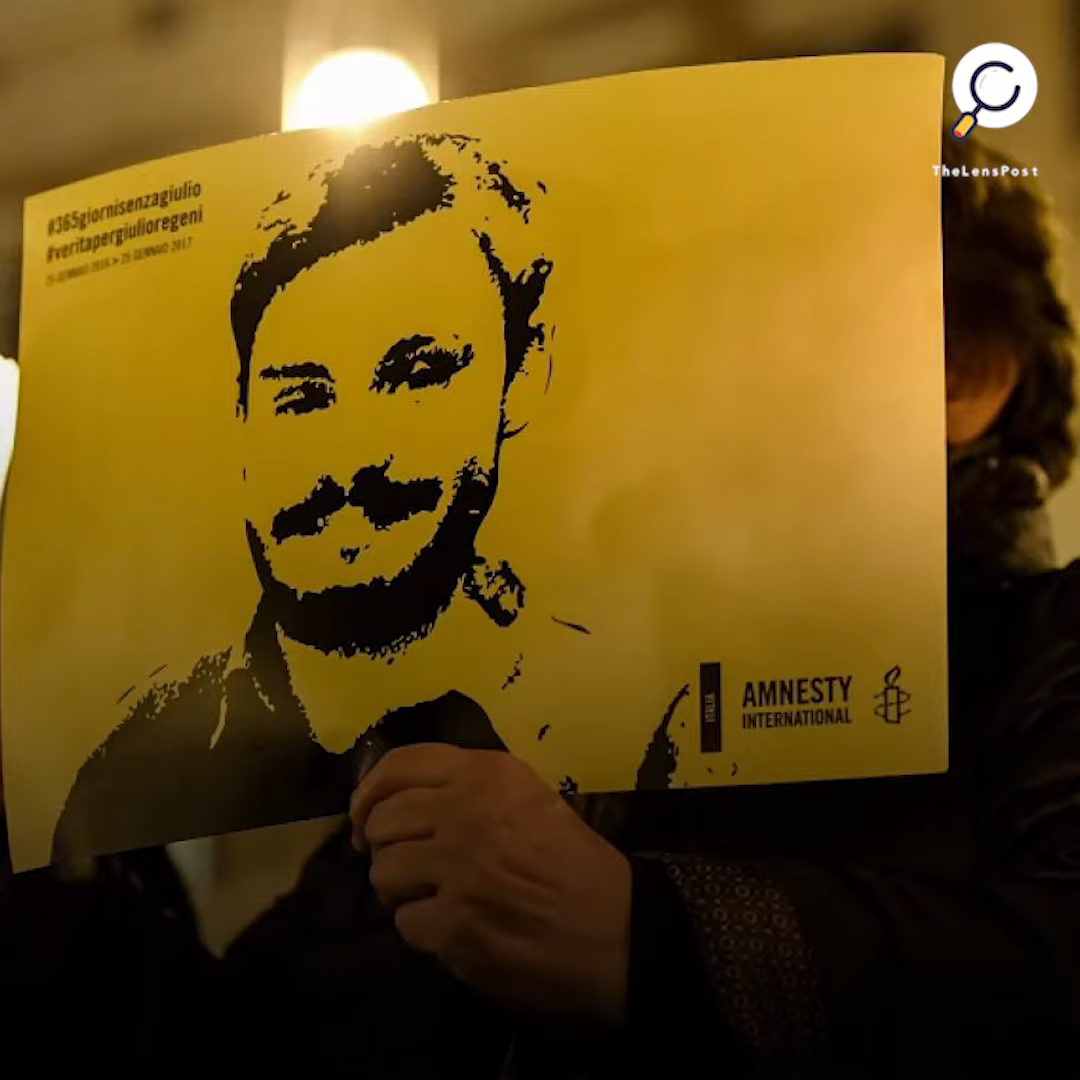 TheLensPost
#365giornisenzagiulio
#veritapergiulioregeni
25 GENNAIO 2016 > 25 GENNAIO 2017
ITALIA
AMNESTY
INTERNATIONAL